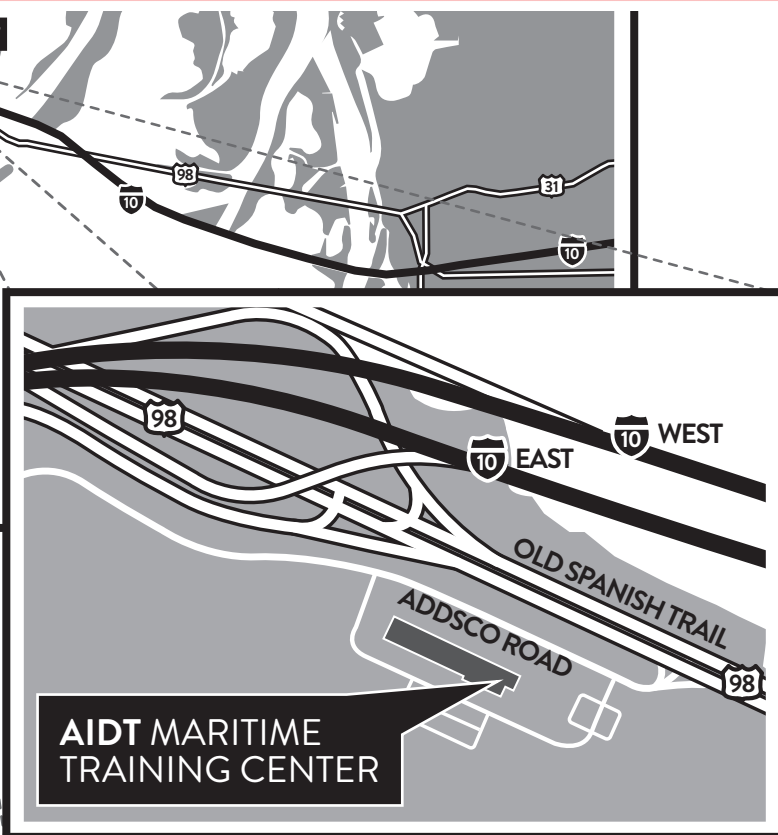 98
10
31
10
98
10 WEST
10 EAST
OLD SPANISH TRAIL
ADDSCO ROAD
98
AIDT MARITIME
TRAINING CENTER